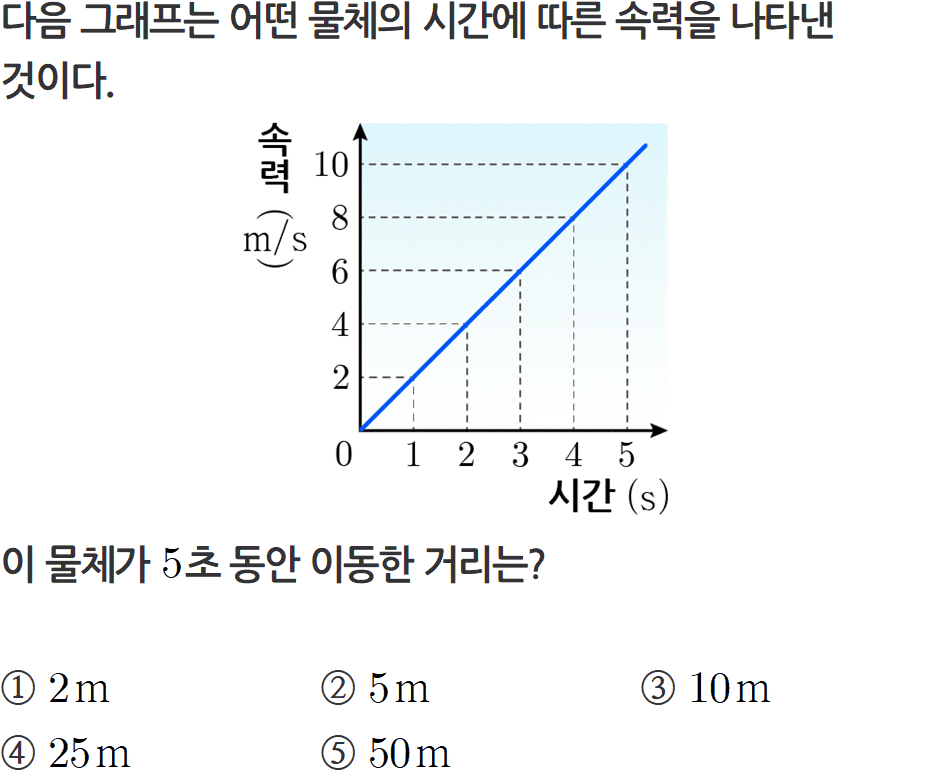 다음 그래프는 어떤 물체의 시간에 따른 속력을 나타낸
것이다.
속력
(m/s)
10
8
6
4
2
0 1 2 3 4 5
시간 (s)
이 물체가 5초 동안 이동한 거리는?
① 2 m ② 5 m ③ 10 m
④ 25 m ⑤ 50 m